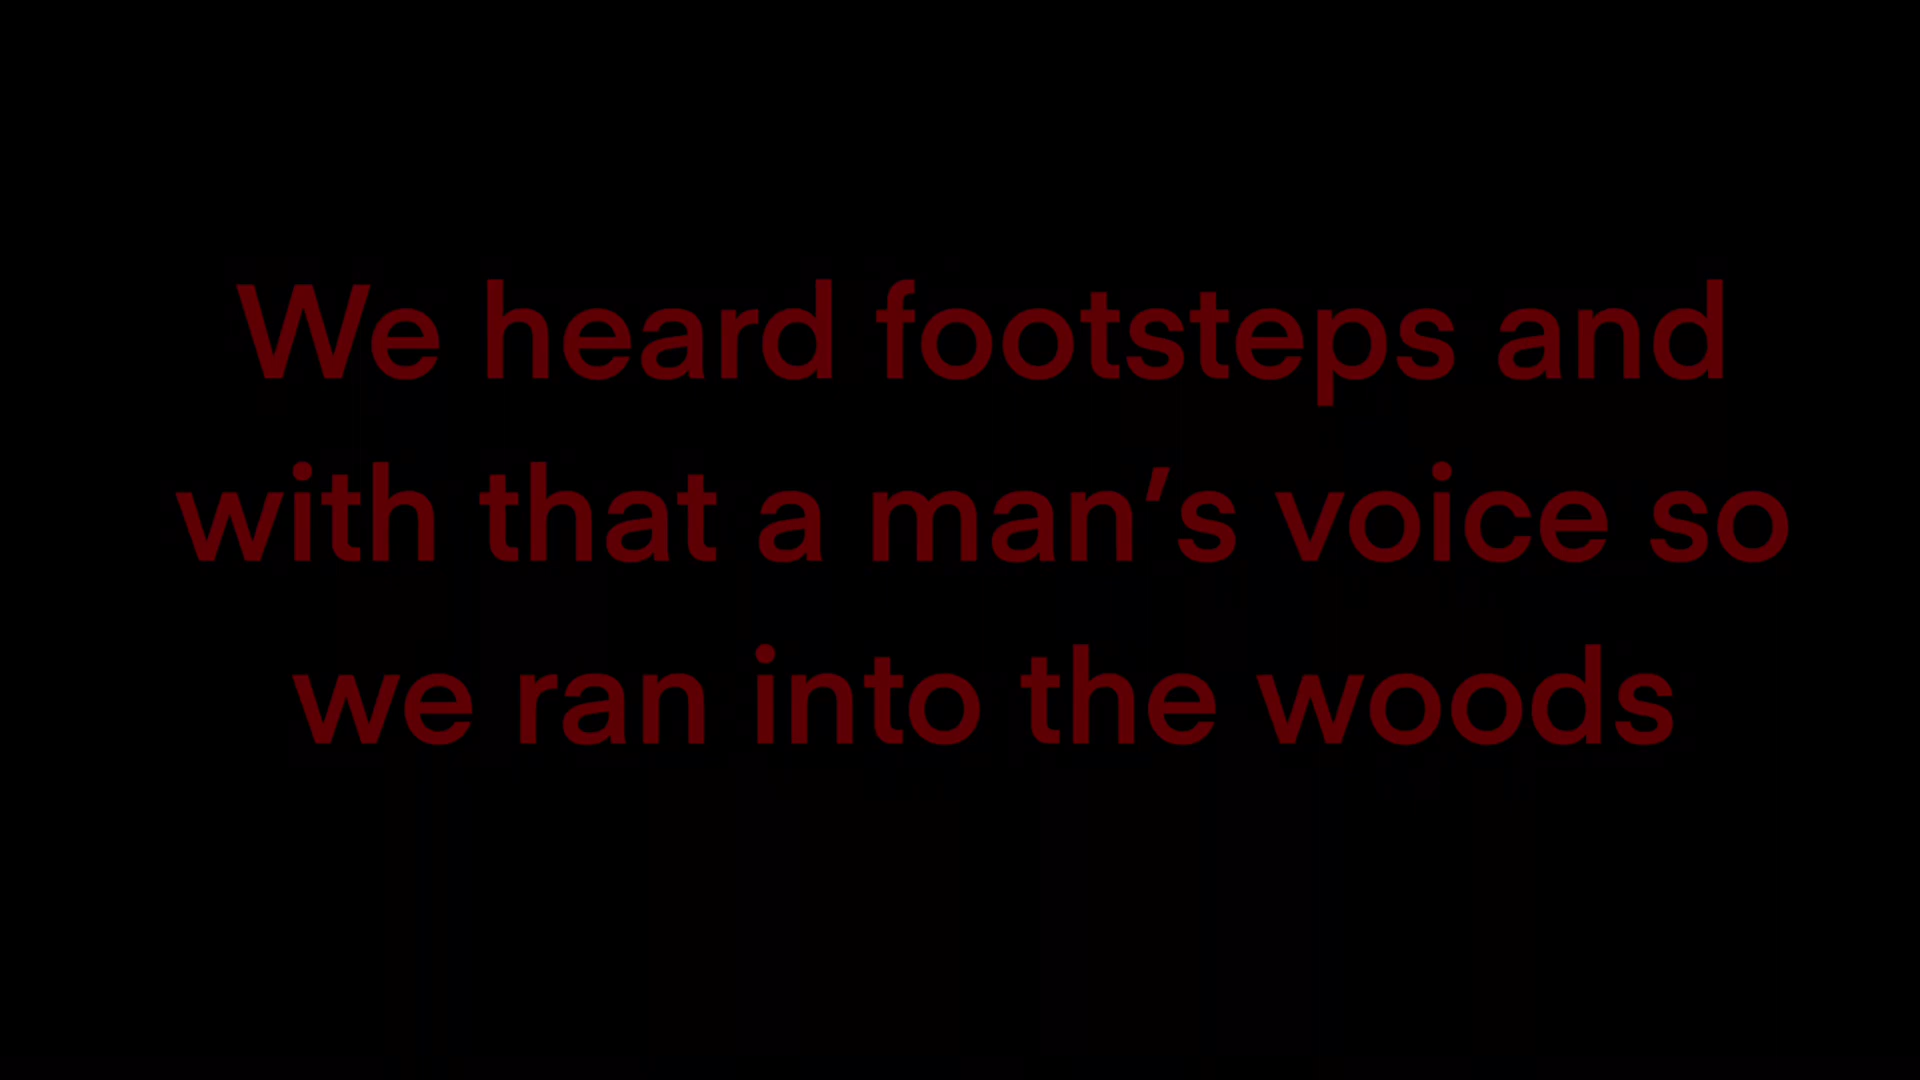 We heard footsteps and
with that a man’s voice so
we ran into the woods